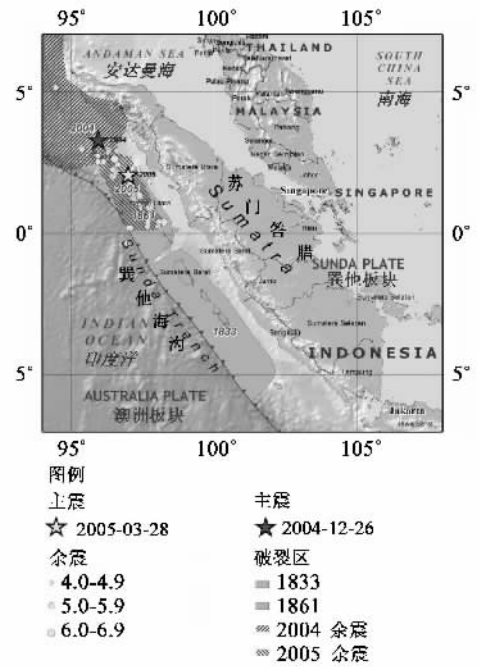 95° 100° 105°
ANDAMAN SEA
安达曼海
THAILAND
SOUTH
CHINA
SEA
南海
5° 5°
MALAYSIA
2004
2005
1861
Singapore
SINGAPORE
苏门答腊
Sumatra
0° 0°
SUNDA PLATE
巽他板块
Sunda Trench
巽他海沟
1833
INDIAN
OCEAN
印度洋
INDONESIA
5° 5°
AUSTRALIA PLATE
澳洲板块
Jakarta
95° 100° 105°
图例
主震 主震
2005-03-28 2004-12-26
余震 破裂区
4.0-4.9 1833
5.0-5.9 1861
6.0-6.9 2004 余震
2005 余震